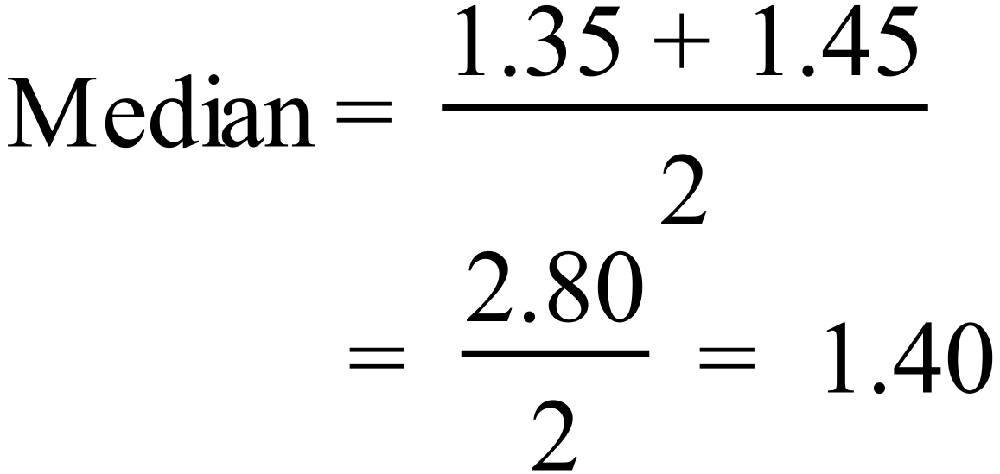 Median = (1.35 + 1.45) / 2
= 2.80 / 2 = 1.40